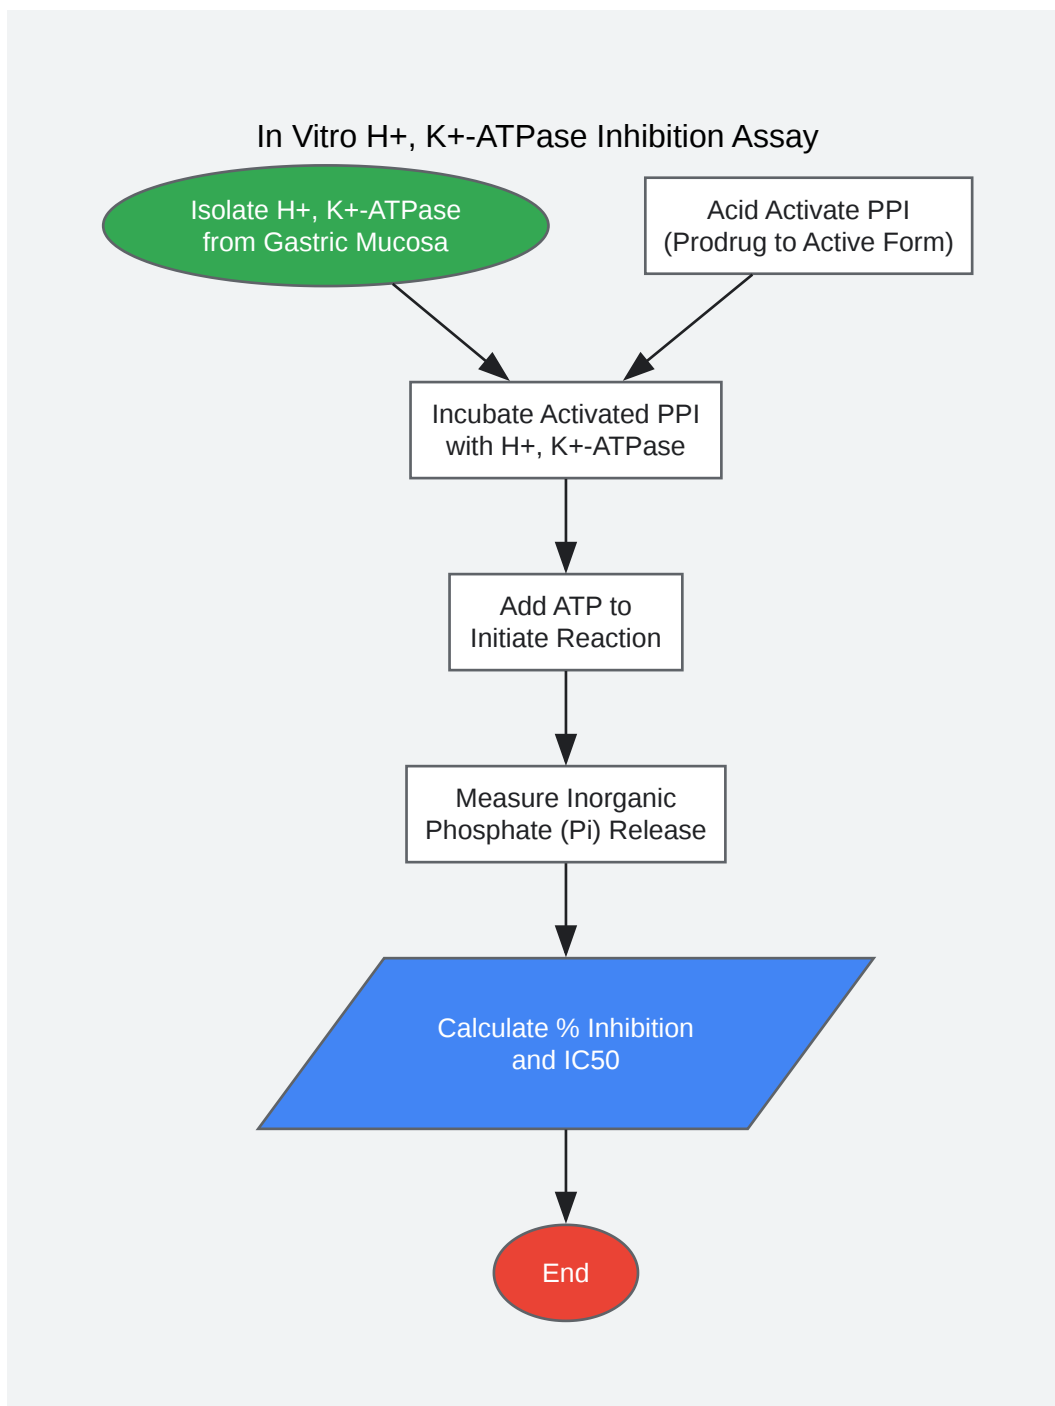 In Vitro H+, K+-ATPase Inhibition Assay
Isolate H+, K+-ATPase
from Gastric Mucosa
Acid Activate PPI
(Prodrug to Active Form)
Incubate Activated PPI
with H+, K+-ATPase
Add ATP to
Initiate Reaction
Measure Inorganic
Phosphate (Pi) Release
Calculate % Inhibition
and IC50
End